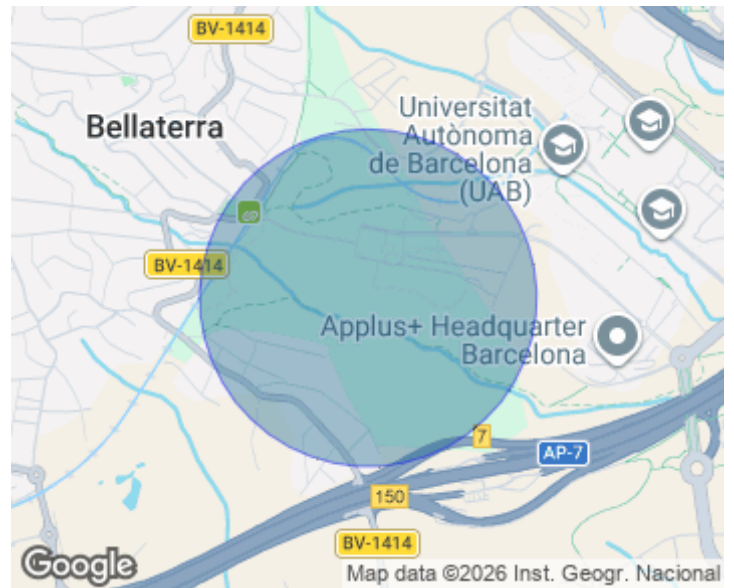 BV-1414
Bellaterra
Universitat
Autònoma
de Barcelona
(UAB)
BV-1414
Applus+ Headquarter
Barcelona
7
AP-7
150
BV-1414
Google
Map data ©2026 Inst. Geogr. Nacional